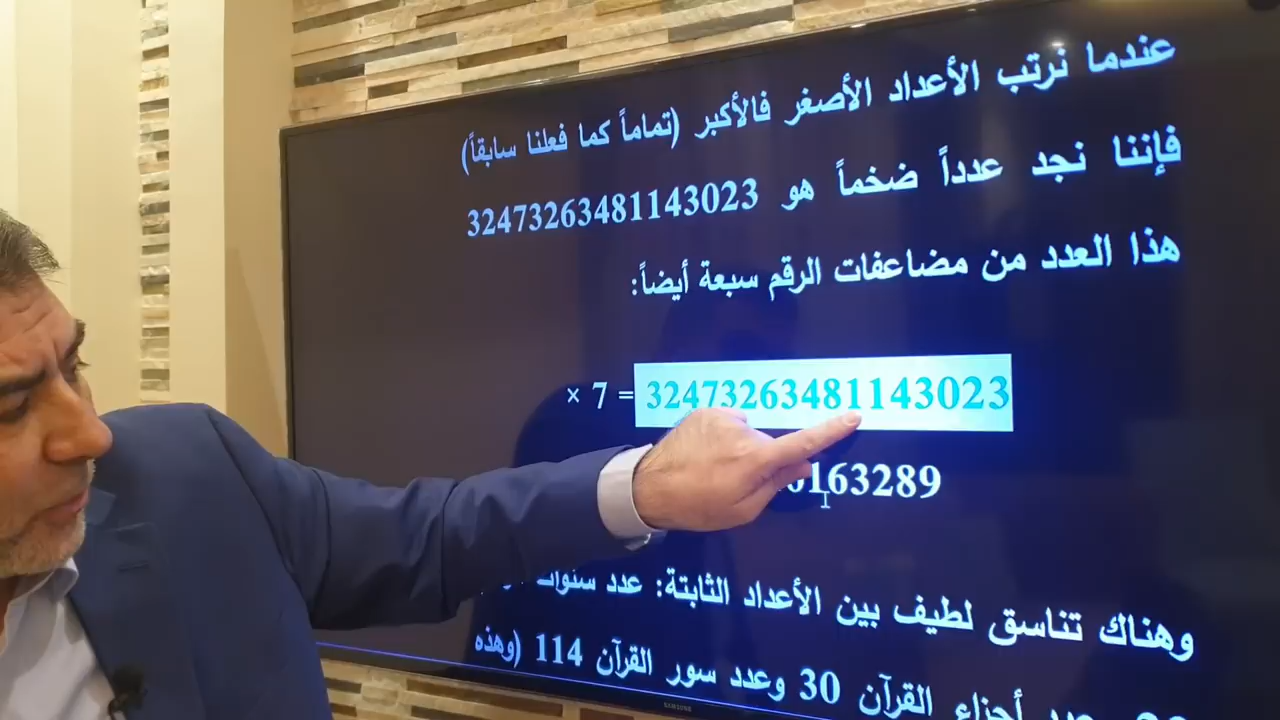 عندما نرتب الأعداد الأصغر فالأكبر (تماماً كما فعلنا سابقاً)
فإننا نجد عدداً ضخماً هو 32473263481143023
هذا العدد من مضاعفات الرقم سبعة أيضاً:
32473263481143023 = 7 ×
163289
وهناك تناسق لطيف بين الأعداد الثابتة: عدد سنوات
أجزاء القرآن 30 وعدد سور القرآن 114 (وهذه
SAMSUNG